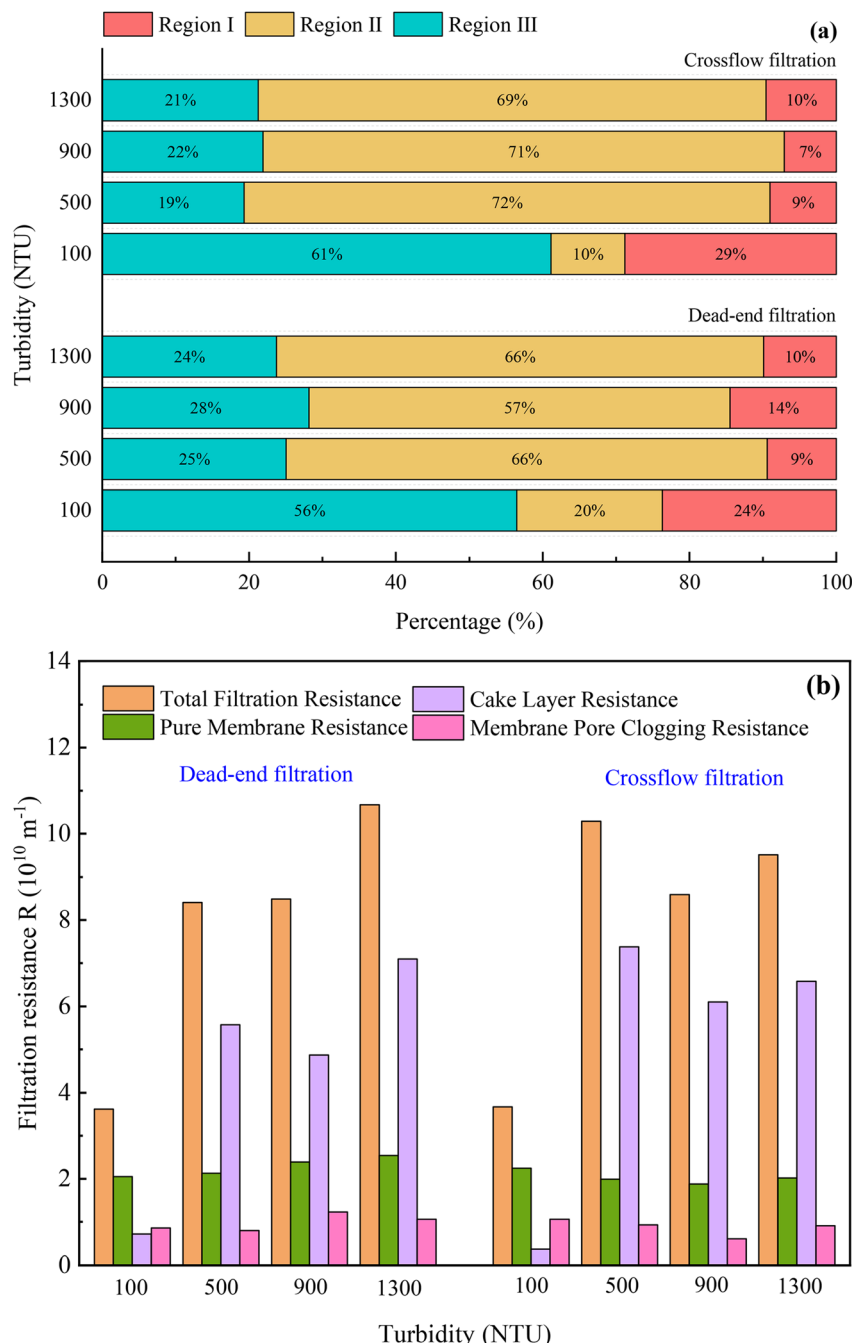 Region I Region II Region III (a)
Crossflow filtration
1300 21% 69% 10%
900 22% 71% 7%
500 19% 72% 9%
100 61% 10% 29%
Turbidity (NTU)
Dead-end filtration
1300 24% 66% 10%
900 28% 57% 14%
500 25% 66% 9%
100 56% 20% 24%
0 20 40 60 80 100
Percentage (%)
14 (b)
Total Filtration Resistance Cake Layer Resistance
Pure Membrane Resistance Membrane Pore Clogging Resistance
12
Dead-end filtration Crossflow filtration
10
8
Filtration resistance R (10¹⁰ m⁻¹)
6
4
2
0
100 500 900 1300 100 500 900 1300
Turbidity (NTU)